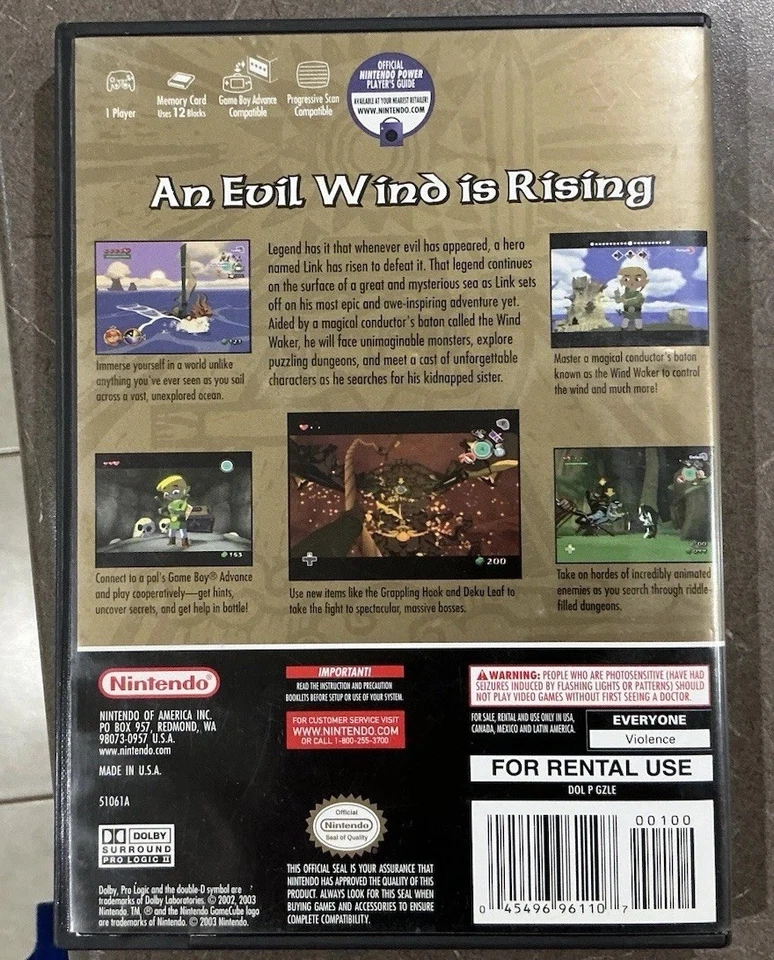 1 Player
Memory Card
Uses 12 Blocks
Game Boy Advance
Compatible
Progressive Scan
Compatible
OFFICIAL
NINTENDO POWER
PLAYER'S GUIDE
AVAILABLE AT YOUR NEAREST RETAILER!
WWW.NINTENDO.COM
An Evil Wind is Rising
Legend has it that whenever evil has appeared, a hero
named Link has risen to defeat it. That legend continues
on the surface of a great and mysterious sea as Link sets
off on his most epic and awe-inspiring adventure yet.
Aided by a magical conductor's baton called the Wind
Waker, he will face unimaginable monsters, explore
puzzling dungeons, and meet a cast of unforgettable
characters as he searches for his kidnapped sister.
Immerse yourself in a world unlike
anything you've ever seen as you sail
across a vast, unexplored ocean.
Master a magical conductor's baton
known as the Wind Waker to control
the wind and much more!
163
200
Connect to a pal's Game Boy® Advance
and play cooperatively—get hints,
uncover secrets, and get help in battle!
Use new items like the Grappling Hook and Deku Leaf to
take the fight to spectacular, massive bosses.
Take on hordes of incredibly animated
enemies as you search through riddle-
filled dungeons.
Nintendo®
NINTENDO OF AMERICA INC.
PO BOX 957, REDMOND, WA
98073-0957 U.S.A.
www.nintendo.com
MADE IN U.S.A.
51061A
DOLBY
SURROUND
PRO LOGIC II
Dolby, Pro Logic and the double-D symbol are
trademarks of Dolby Laboratories. © 2002, 2003
Nintendo. TM, ® and the Nintendo GameCube logo
are trademarks of Nintendo. © 2003 Nintendo.
IMPORTANT!
READ THE INSTRUCTION AND PRECAUTION
BOOKLETS BEFORE SETUP OR USE OF YOUR SYSTEM.
FOR CUSTOMER SERVICE VISIT
WWW.NINTENDO.COM
OR CALL 1-800-255-3700
Official
Nintendo
Seal of Quality
THIS OFFICIAL SEAL IS YOUR ASSURANCE THAT
NINTENDO HAS APPROVED THE QUALITY OF THIS
PRODUCT. ALWAYS LOOK FOR THIS SEAL WHEN
BUYING GAMES AND ACCESSORIES TO ENSURE
COMPLETE COMPATIBILITY.
WARNING: PEOPLE WHO ARE PHOTOSENSITIVE (HAVE HAD
SEIZURES INDUCED BY FLASHING LIGHTS OR PATTERNS) SHOULD
NOT PLAY VIDEO GAMES WITHOUT FIRST SEEING A DOCTOR.
FOR SALE, RENTAL AND USE ONLY IN USA,
CANADA, MEXICO AND LATIN AMERICA.
EVERYONE
Violence
FOR RENTAL USE
DOL P GZLE
00100
0 45496 96110 7